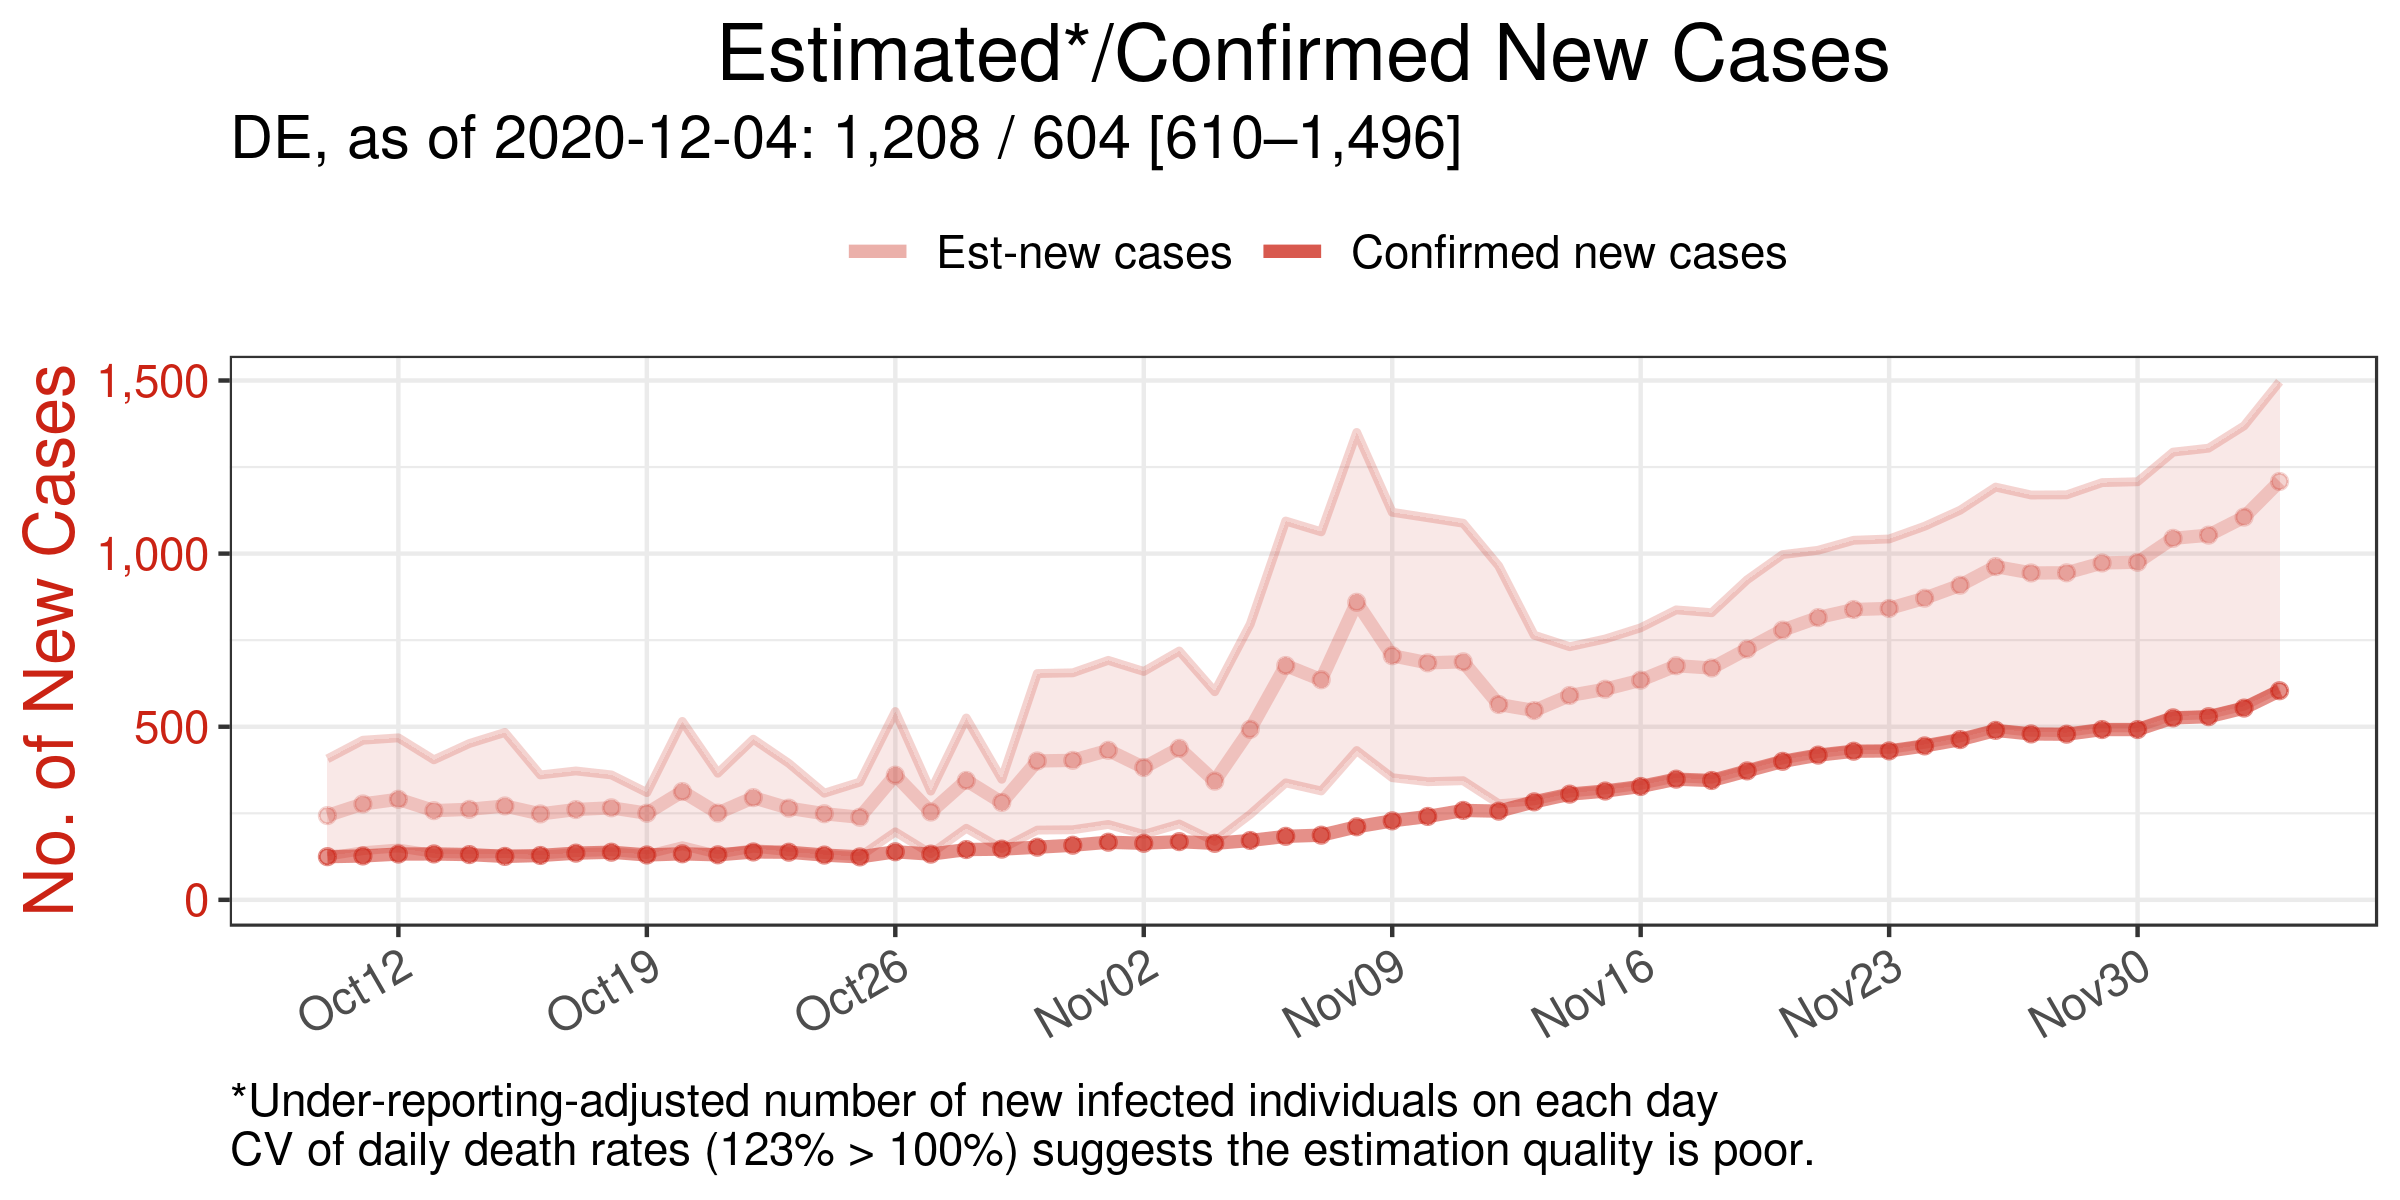 Estimated*/Confirmed New Cases
DE, as of 2020-12-04: 1,208 / 604 [610–1,496]
Est-new cases
Confirmed new cases
No. of New Cases
1,500
1,000
500
0
Oct12
Oct19
Oct26
Nov02
Nov09
Nov16
Nov23
Nov30
*Under-reporting-adjusted number of new infected individuals on each day
CV of daily death rates (123% > 100%) suggests the estimation quality is poor.